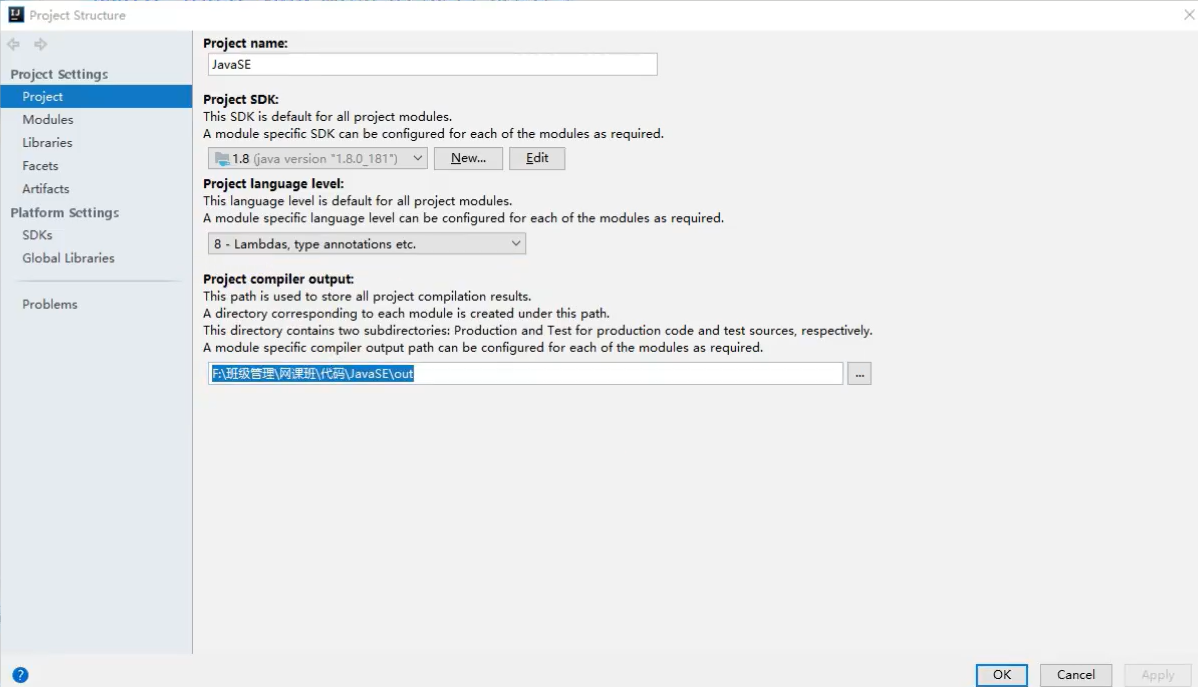 Project Structure
Project Settings
Project
Modules
Libraries
Facets
Artifacts
Platform Settings
SDKs
Global Libraries
Problems
Project name:
JavaSE
Project SDK:
This SDK is default for all project modules.
A module specific SDK can be configured for each of the modules as required.
1.8 (java version "1.8.0_181") New... Edit
Project language level:
This language level is default for all project modules.
A module specific language level can be configured for each of the modules as required.
8 - Lambdas, type annotations etc.
Project compiler output:
This path is used to store all project compilation results.
A directory corresponding to each module is created under this path.
This directory contains two subdirectories: Production and Test for production code and test sources, respectively.
A module specific compiler output path can be configured for each of the modules as required.
F:\班级管理\网课班\代码\JavaSE\out ...
? OK Cancel Apply